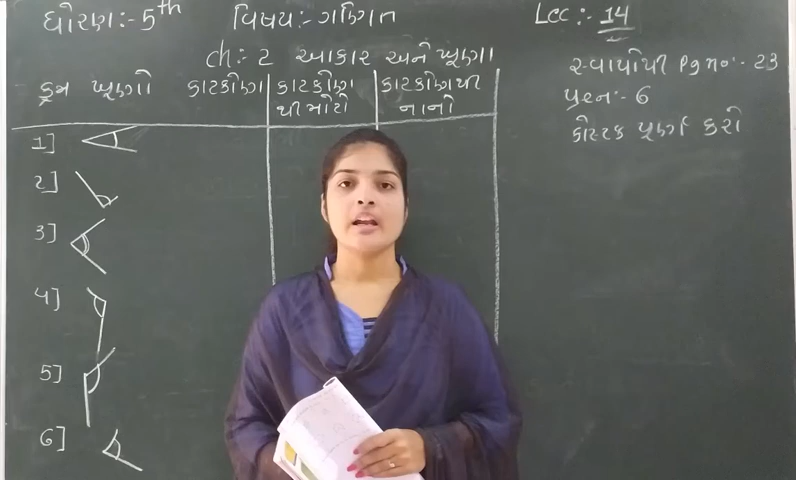 ધોરણ:- 5th વિષય:- ગણિત Lec:- 14
ch:- 2 આકાર અને ખૂણા
ક્રમ ખૂણો કાટકોણ કાટકોણ થી મોટો કાટકોણ થી નાનો
સ્વાપોથી Pg no:- 23
પ્રશ્ન:- 6
કોષ્ટક પૂર્ણ કરો
1]
2]
3]
4]
5]
6]